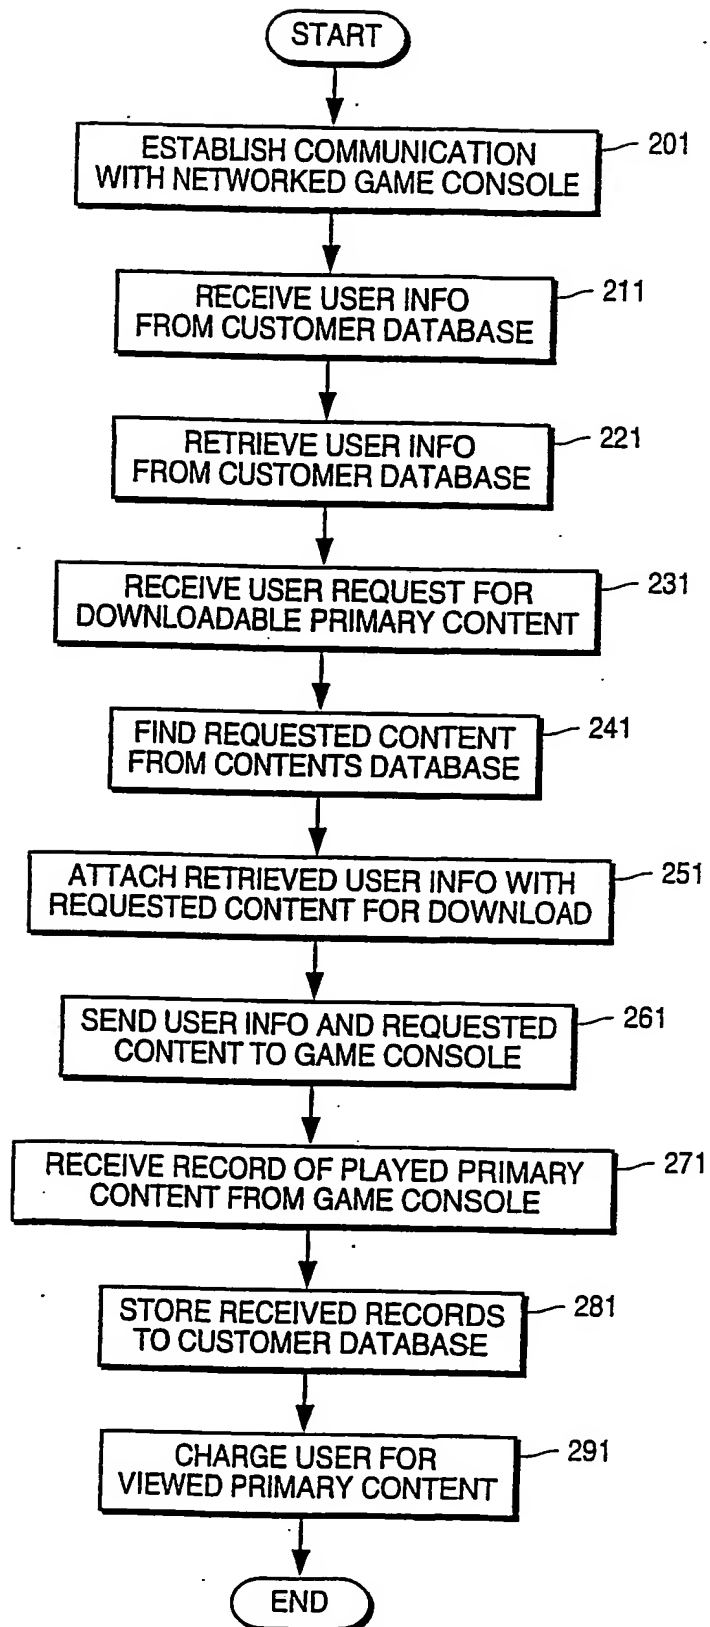 START
ESTABLISH COMMUNICATION
WITH NETWORKED GAME CONSOLE
201
RECEIVE USER INFO
FROM CUSTOMER DATABASE
211
RETRIEVE USER INFO
FROM CUSTOMER DATABASE
221
RECEIVE USER REQUEST FOR
DOWNLOADABLE PRIMARY CONTENT
231
FIND REQUESTED CONTENT
FROM CONTENTS DATABASE
241
ATTACH RETRIEVED USER INFO WITH
REQUESTED CONTENT FOR DOWNLOAD
251
SEND USER INFO AND REQUESTED
CONTENT TO GAME CONSOLE
261
RECEIVE RECORD OF PLAYED PRIMARY
CONTENT FROM GAME CONSOLE
271
STORE RECEIVED RECORDS
TO CUSTOMER DATABASE
281
CHARGE USER FOR
VIEWED PRIMARY CONTENT
291
END